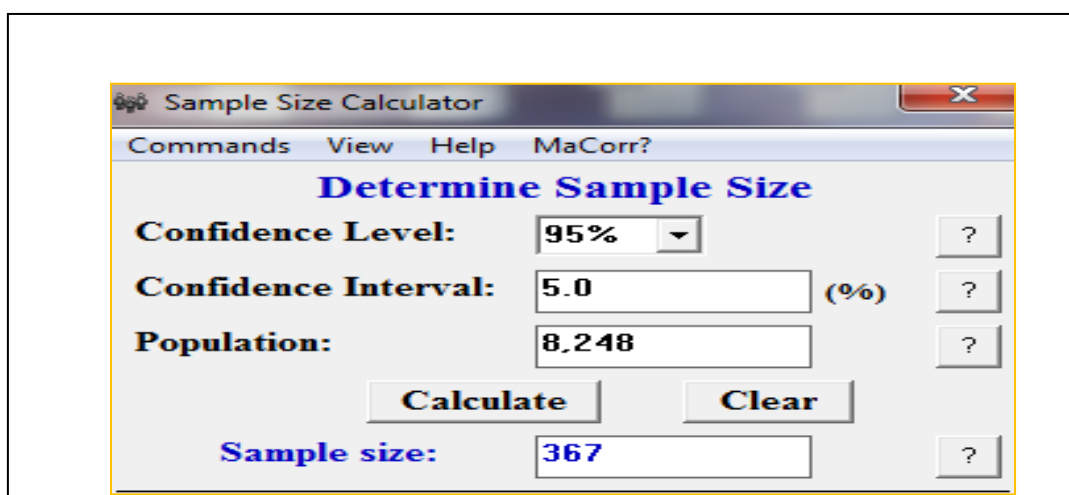 Sample Size Calculator
Commands View Help MaCorr?
Determine Sample Size
Confidence Level: 95% ?
Confidence Interval: 5.0 (%) ?
Population: 8,248 ?
Calculate Clear
Sample size: 367 ?